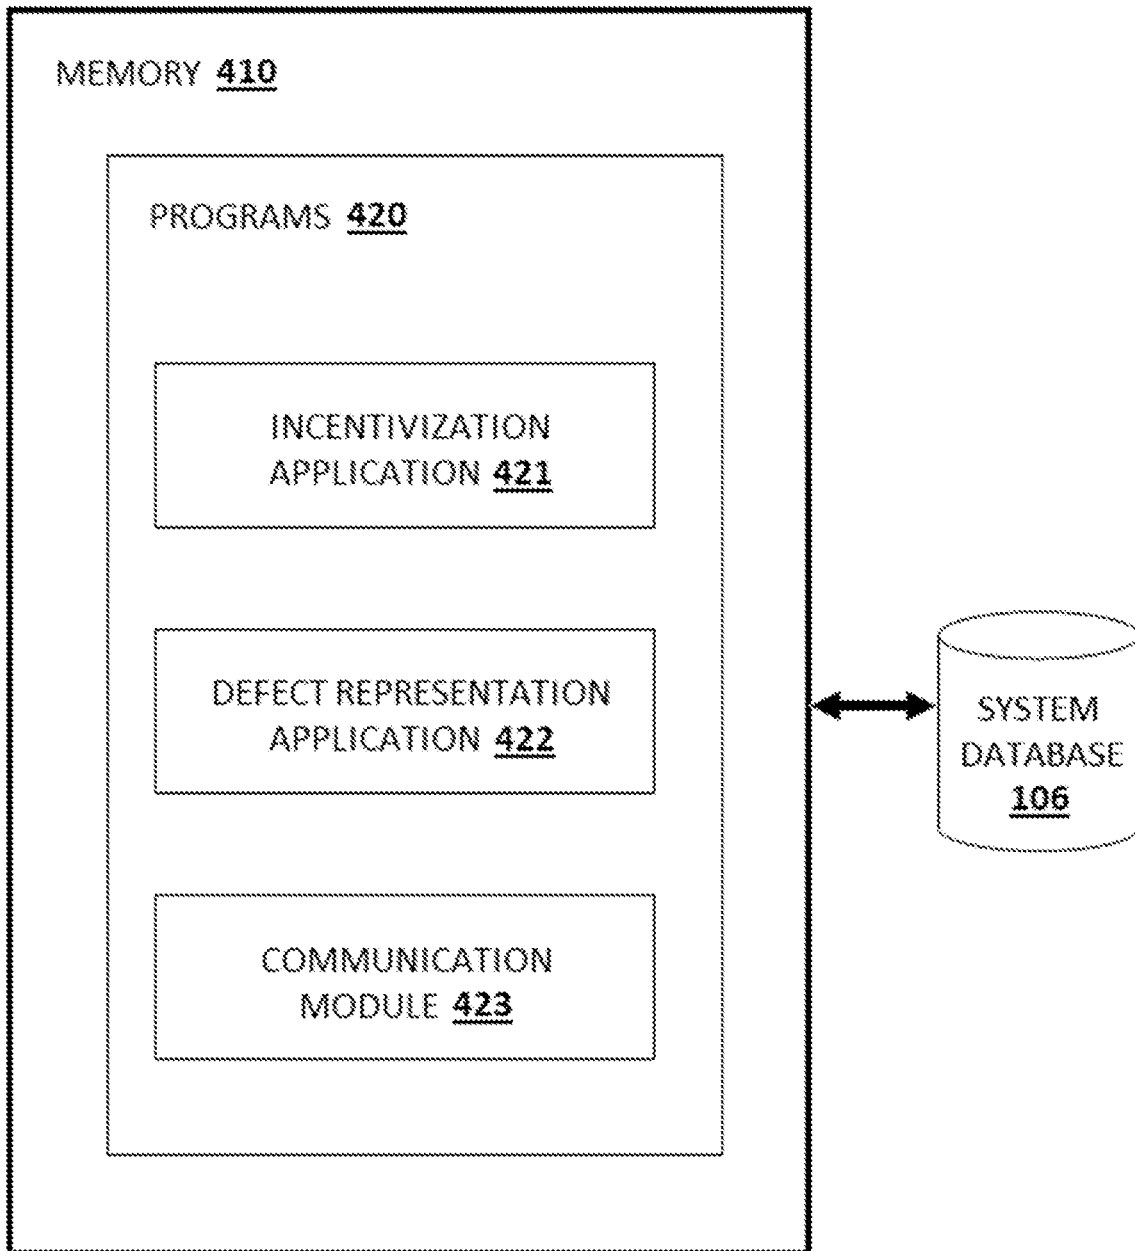 MEMORY 410
PROGRAMS 420
INCENTIVIZATION
APPLICATION 421
DEFECT REPRESENTATION
APPLICATION 422
COMMUNICATION
MODULE 423
SYSTEM
DATABASE
106